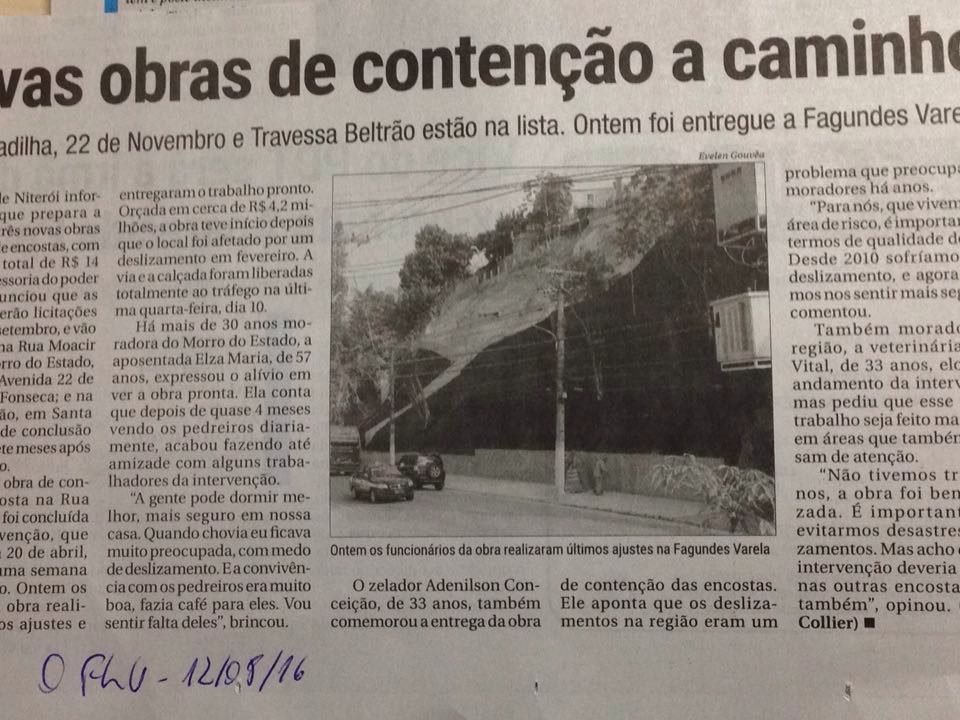 vas obras de contenção a caminho
adilha, 22 de Novembro e Travessa Beltrão estão na lista. Ontem foi entregue a Fagundes Vare
de Niterói infor-
que prepara a
três novas obras
de encostas, com
total de R$ 14
essoria do poder
unciou que as
erão licitações
setembro, e vão
na Rua Moacir
orro do Estado,
Avenida 22 de
Fonseca; e na
ão, em Santa
de conclusão
ete meses após
o.
obra de con-
osta na Rua
foi concluída
venção, que
20 de abril,
uma semana
o. Ontem os
obra reali-
os ajustes e
entregaram o trabalho pronto.
Orçada em cerca de R$ 4,2 mi-
lhões, a obra teve início depois
que o local foi afetado por um
deslizamento em fevereiro. A
via e a calçada foram liberadas
totalmente ao tráfego na últi-
ma quarta-feira, dia 10.
Há mais de 30 anos mo-
radora do Morro do Estado, a
aposentada Elza Maria, de 57
anos, expressou o alívio em
ver a obra pronta. Ela conta
que depois de quase 4 meses
vendo os pedreiros diaria-
mente, acabou fazendo até
amizade com alguns traba-
lhadores da intervenção.
"A gente pode dormir me-
lhor, mais seguro em nossa
casa. Quando chovia eu ficava
muito preocupada, com medo
de deslizamento. E a convivên-
cia com os pedreiros era muito
boa, fazia café para eles. Vou
sentir falta deles", brincou.
Evelen Gouvêa
Ontem os funcionários da obra realizaram últimos ajustes na Fagundes Varela
O zelador Adenilson Con-
ceição, de 33 anos, também
comemorou a entrega da obra
de contenção das encostas.
Ele aponta que os desliza-
mentos na região eram um
problema que preocupa
moradores há anos.
"Para nós, que vivem
área de risco, é importan
termos de qualidade de
Desde 2010 sofríamos
deslizamento, e agora
mos nos sentir mais seg
comentou.
Também morado
região, a veterinária
Vital, de 33 anos, elo
andamento da interv
mas pediu que esse
trabalho seja feito ma
em áreas que também
sam de atenção.
"Não tivemos tr
nos, a obra foi bem
zada. É important
evitarmos desastres
zamentos. Mas acho
intervenção deveria
nas outras encosta
também", opinou. (
Collier) ■
O FLU - 12/08/16